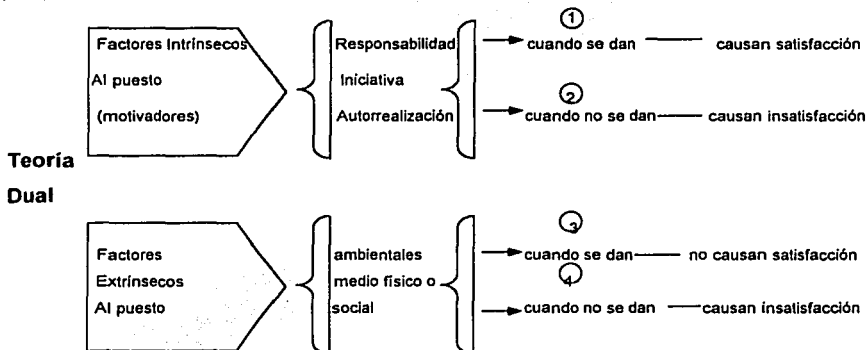 Teoría
Dual
Factores Intrínsecos
Al puesto
(motivadores)
Responsabilidad
Iniciativa
Autorrealización
1
cuando se dan causan satisfacción
2
cuando no se dan causan insatisfacción
Factores
Extrínsecos
Al puesto
ambientales
medio físico o
social
3
cuando se dan no causan satisfacción
4
cuando no se dan causan insatisfacción